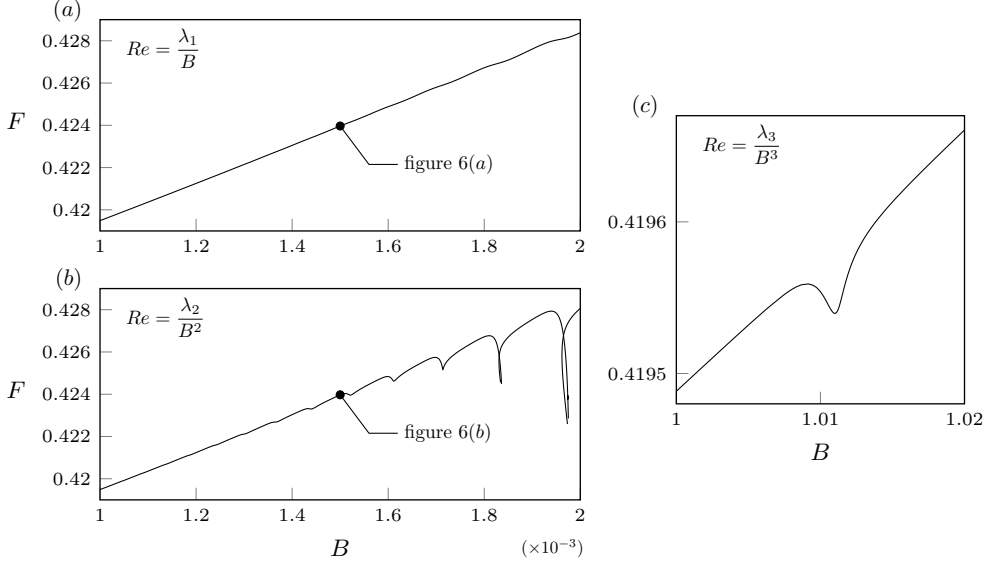 (a)
Re = λ₁/B
0.428
0.426
0.424
0.422
0.42
F
figure 6(a)
1 1.2 1.4 1.6 1.8 2
(b)
Re = λ₂/B²
0.428
0.426
0.424
0.422
0.42
F
figure 6(b)
1 1.2 1.4 1.6 1.8 2
B
(×10⁻³)
(c)
Re = λ₃/B³
0.4196
0.4195
1 1.01 1.02
B